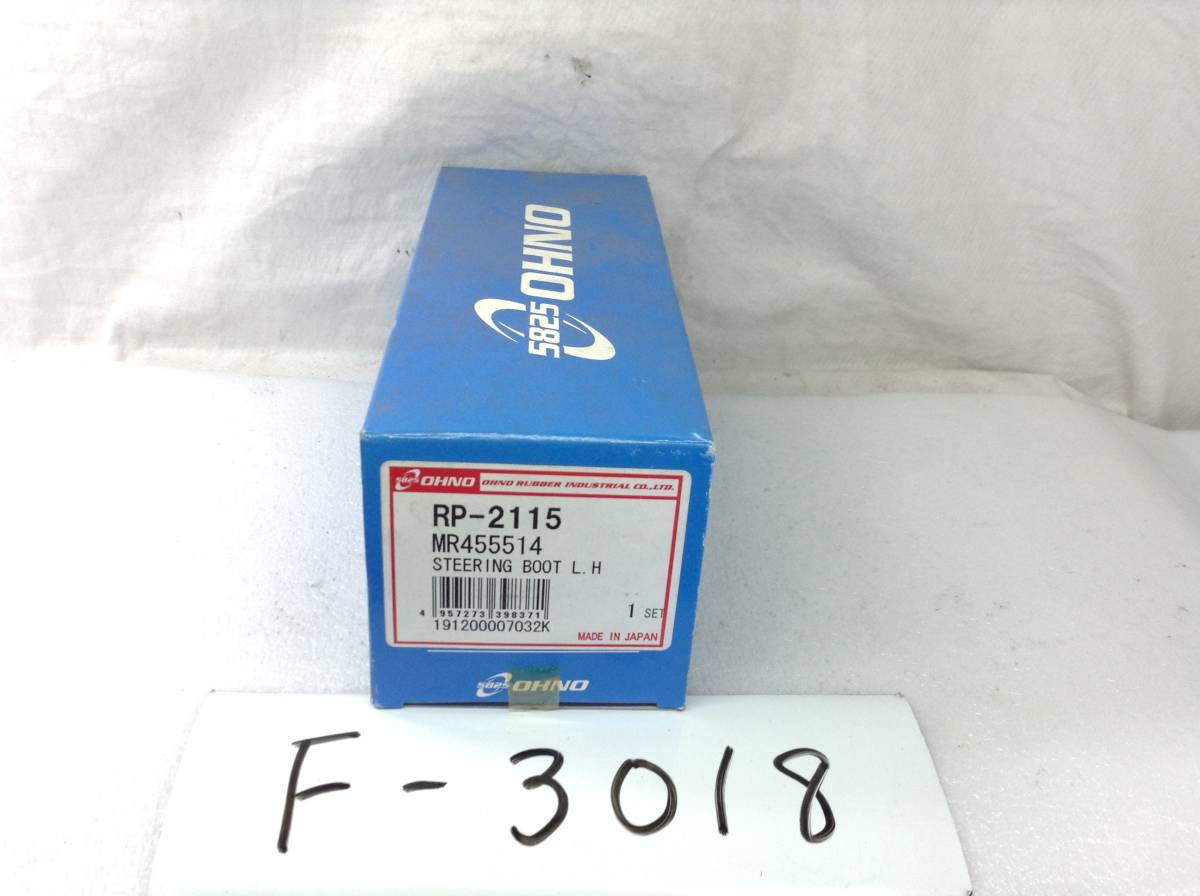 5825 OHNO
5825 OHNO OHNO RUBBER INDUSTRIAL CO.,LTD.
RP-2115
MR455514
STEERING BOOT L.H
1 SET
4 957273 398371
191200007032K
MADE IN JAPAN
5825 OHNO
F-3018